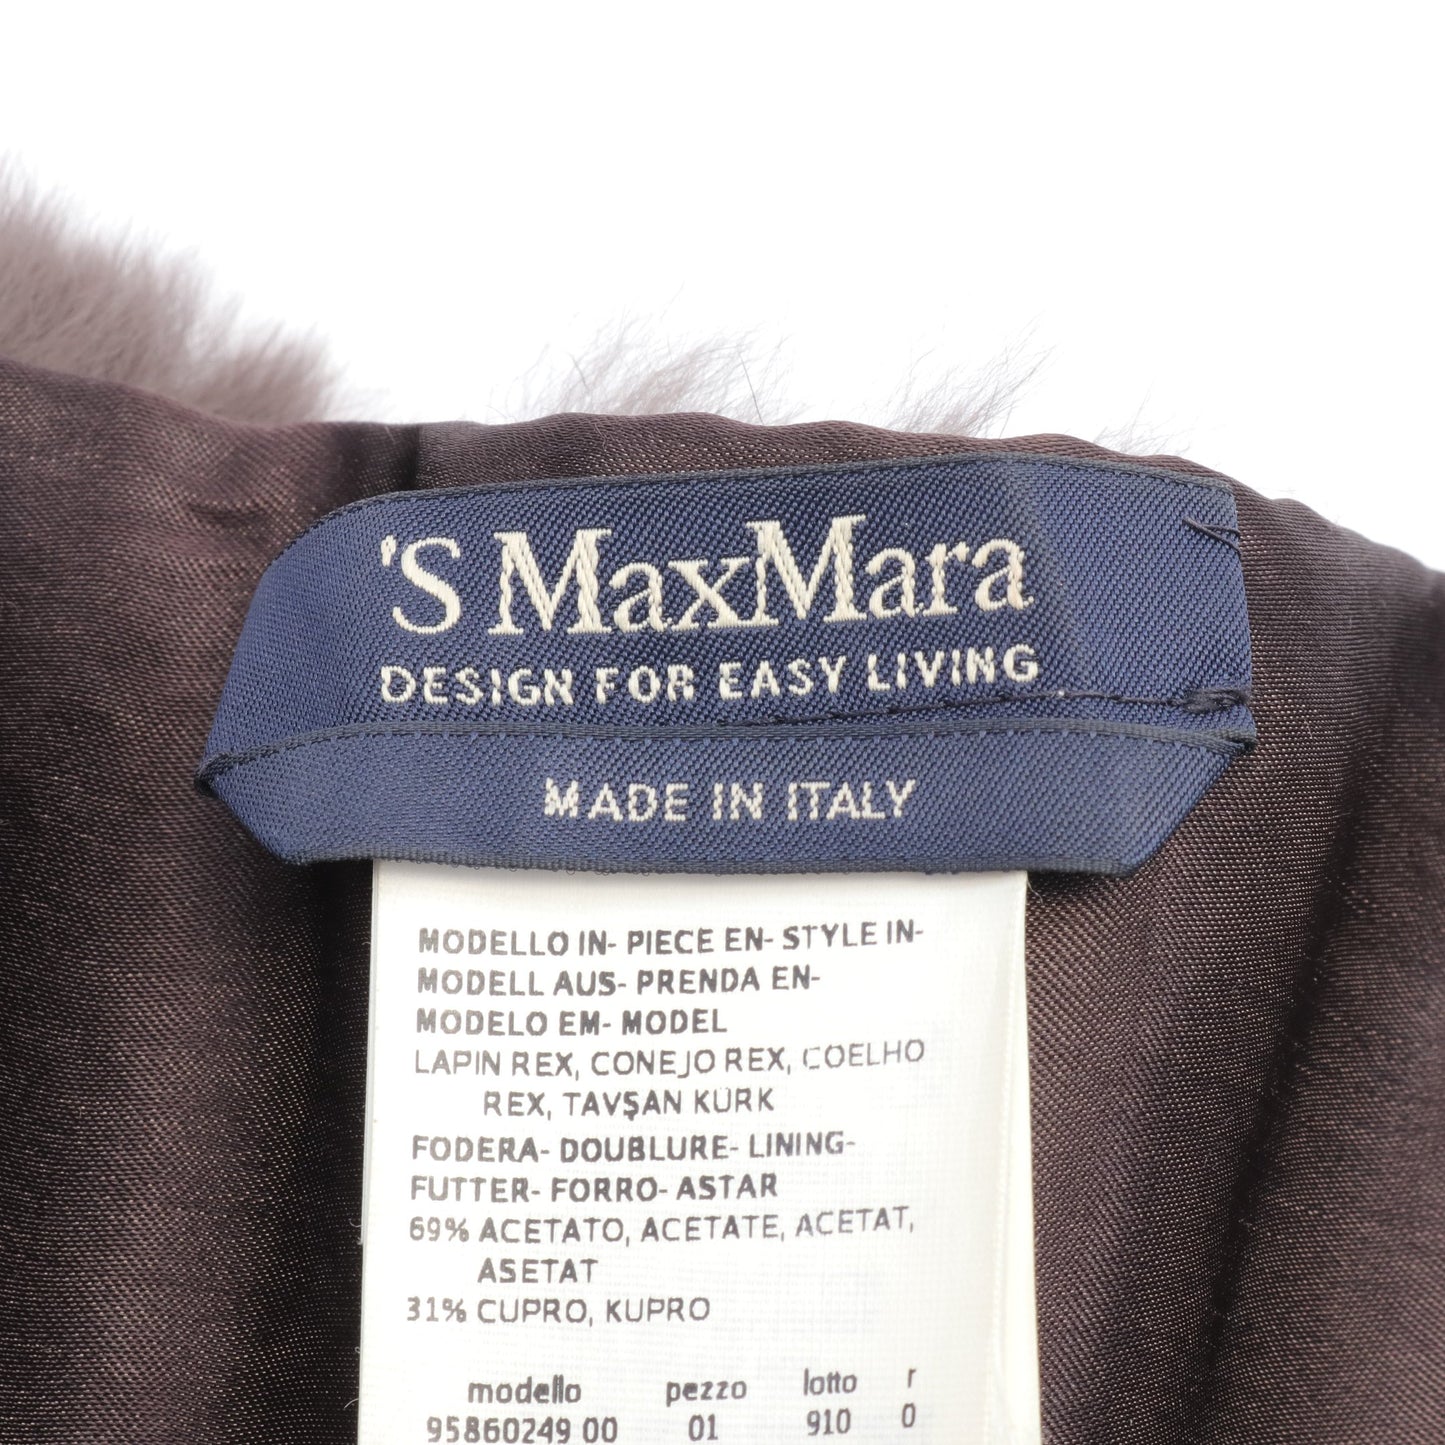 'S MaxMara
DESIGN FOR EASY LIVING
MADE IN ITALY
MODELLO IN- PIECE EN- STYLE IN-
MODELL AUS- PRENDA EN-
MODELO EM- MODEL
LAPIN REX, CONEJO REX, COELHO
REX, TAVŞAN KÜRK
FODERA- DOUBLURE- LINING-
FUTTER- FORRO- ASTAR
69% ACETATO, ACETATE, ACETAT,
ASETAT
31% CUPRO, KUPRO
modello pezzo lotto r
95860249 00 01 910 0